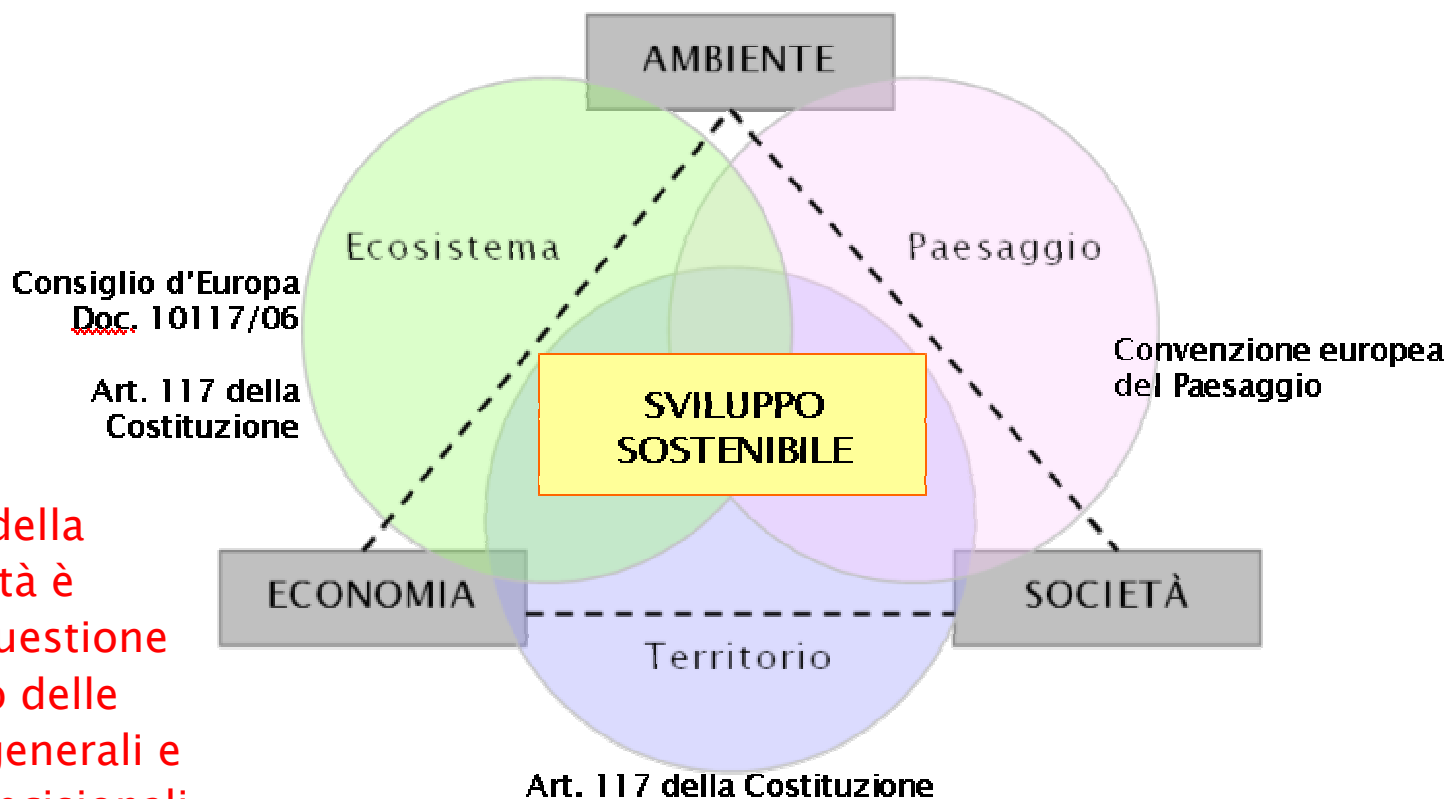 AMBIENTE
Ecosistema
Paesaggio
Consiglio d'Europa
Doc. 10117/06
Art. 117 della
Costituzione
Convenzione europea
del Paesaggio
SVILUPPO
SOSTENIBILE
ECONOMIA
SOCIETÀ
Territorio
Art. 117 della Costituzione
della
tà è
uestione
o delle
generali e